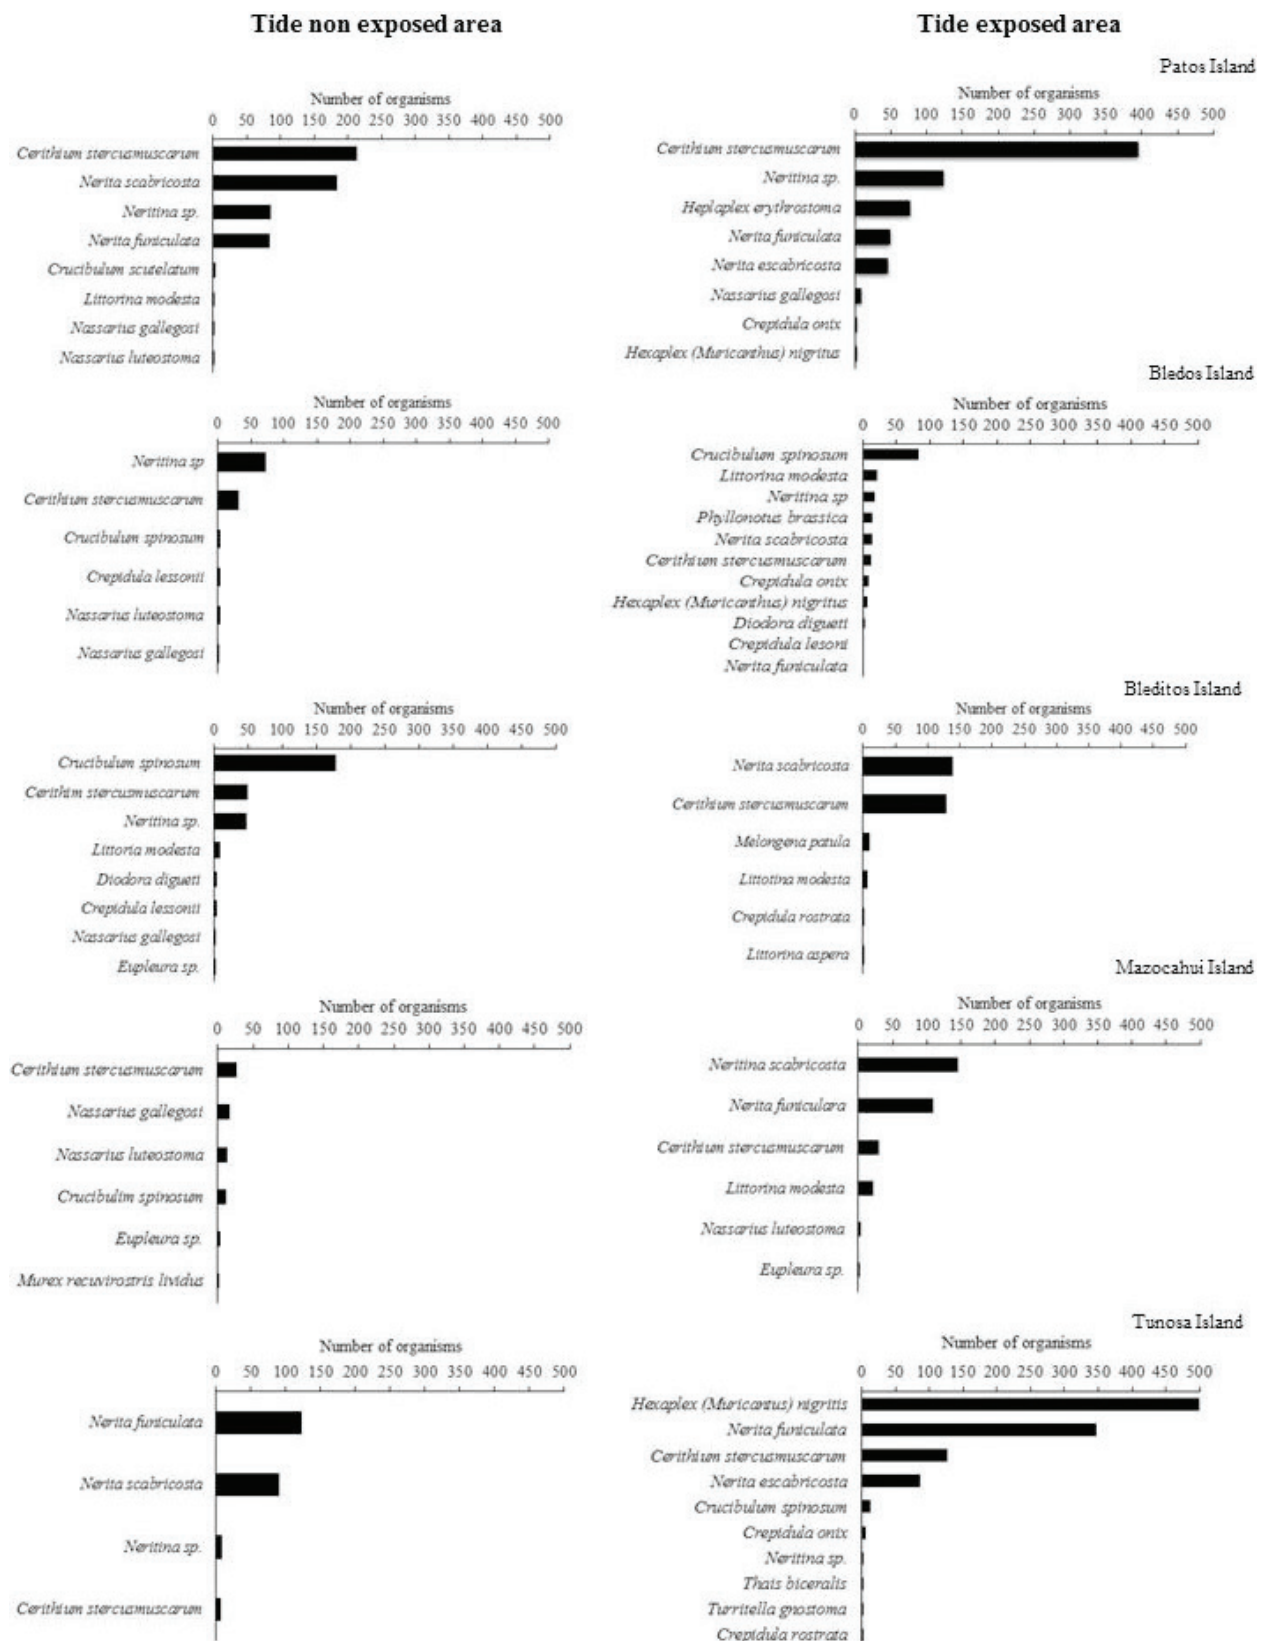 Tide non exposed area
Tide exposed area
Patos Island
Number of organisms
0 50 100 150 200 250 300 350 400 450 500
Cerithium stercusmuscarum
Nerita scabricosta
Neritina sp.
Nerita funiculata
Crucibulum scutelatum
Littorina modesta
Nassarius gallegosi
Nassarius luteostoma
Number of organisms
0 50 100 150 200 250 300 350 400 450 500
Cerithium stercusmuscarum
Neritina sp.
Heplaplex erythrostoma
Nerita funiculata
Nerita escabricosta
Nassarius gallegosi
Crepidula onix
Hexaplex (Muricanthus) nigritus
Bledos Island
Number of organisms
0 50 100 150 200 250 300 350 400 450 500
Neritina sp
Cerithium stercusmuscarum
Crucibulum spinosum
Crepidula lessonii
Nassarius luteostoma
Nassarius gallegosi
Number of organisms
0 50 100 150 200 250 300 350 400 450 500
Crucibulum spinosum
Littorina modesta
Neritina sp
Phyllonotus brassica
Nerita scabricosta
Cerithium stercusmuscarum
Crepidula onix
Hexaplex (Muricanthus) nigritus
Diodora digueti
Crepidula lesoni
Nerita funiculata
Bleditos Island
Number of organisms
0 50 100 150 200 250 300 350 400 450 500
Crucibulum spinosum
Cerithim stercusmuscarum
Neritina sp.
Littoria modesta
Diodora digueti
Crepidula lessonii
Nassarius gallegosi
Eupleura sp.
Number of organisms
0 50 100 150 200 250 300 350 400 450 500
Nerita scabricosta
Cerithium stercusmuscarum
Melongena patula
Littotina modesta
Crepidula rostrata
Littorina aspera
Mazocahui Island
Number of organisms
0 50 100 150 200 250 300 350 400 450 500
Cerithium stercusmuscarum
Nassarius gallegosi
Nassarius luteostoma
Crucibulim spinosum
Eupleura sp.
Murex recuvirostris lividus
Number of organisms
0 50 100 150 200 250 300 350 400 450 500
Neritina scabricosta
Nerita funiculara
Cerithium stercusmuscarum
Littorina modesta
Nassarius luteostoma
Eupleura sp.
Tunosa Island
Number of organisms
0 50 100 150 200 250 300 350 400 450 500
Nerita funiculata
Nerita scabricosta
Neritina sp.
Cerithium stercusmuscarum
Number of organisms
0 50 100 150 200 250 300 350 400 450 500
Hexaplex (Muricantus) nigritis
Nerita funiculata
Cerithium stercusmuscarum
Nerita escabricosta
Crucibulum spinosum
Crepidula onix
Neritina sp.
Thais biceralis
Turritella gnostoma
Crepidula rostrata